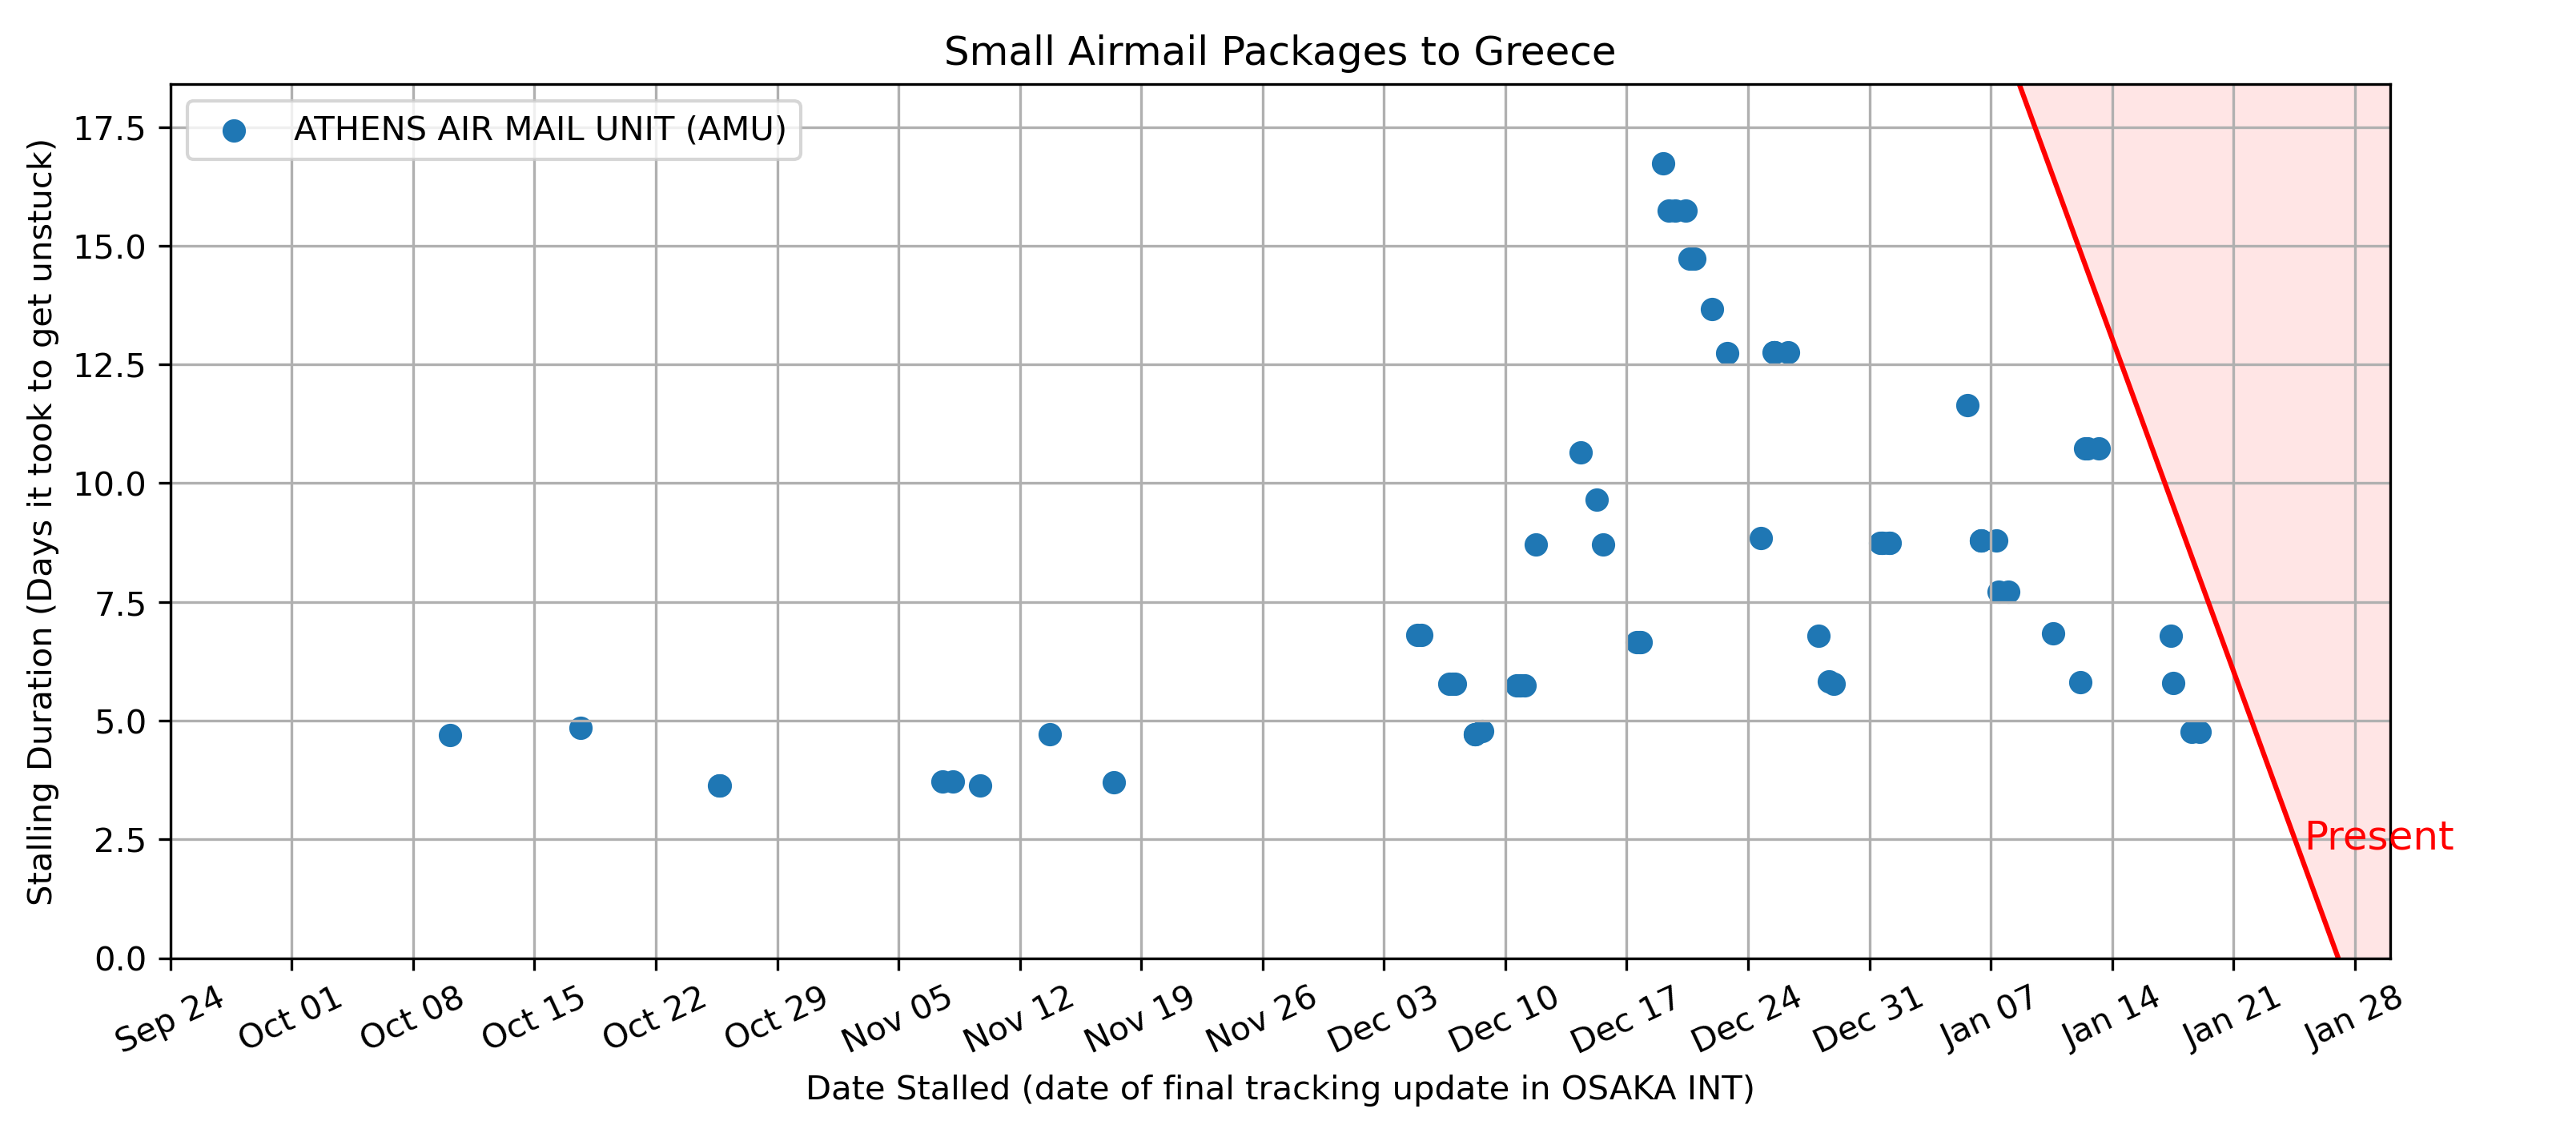 Small Airmail Packages to Greece
ATHENS AIR MAIL UNIT (AMU)
Stalling Duration (Days it took to get unstuck)
17.5
15.0
12.5
10.0
7.5
5.0
2.5
0.0
Present
Sep 24
Oct 01
Oct 08
Oct 15
Oct 22
Oct 29
Nov 05
Nov 12
Nov 19
Nov 26
Dec 03
Dec 10
Dec 17
Dec 24
Dec 31
Jan 07
Jan 14
Jan 21
Jan 28
Date Stalled (date of final tracking update in OSAKA INT)